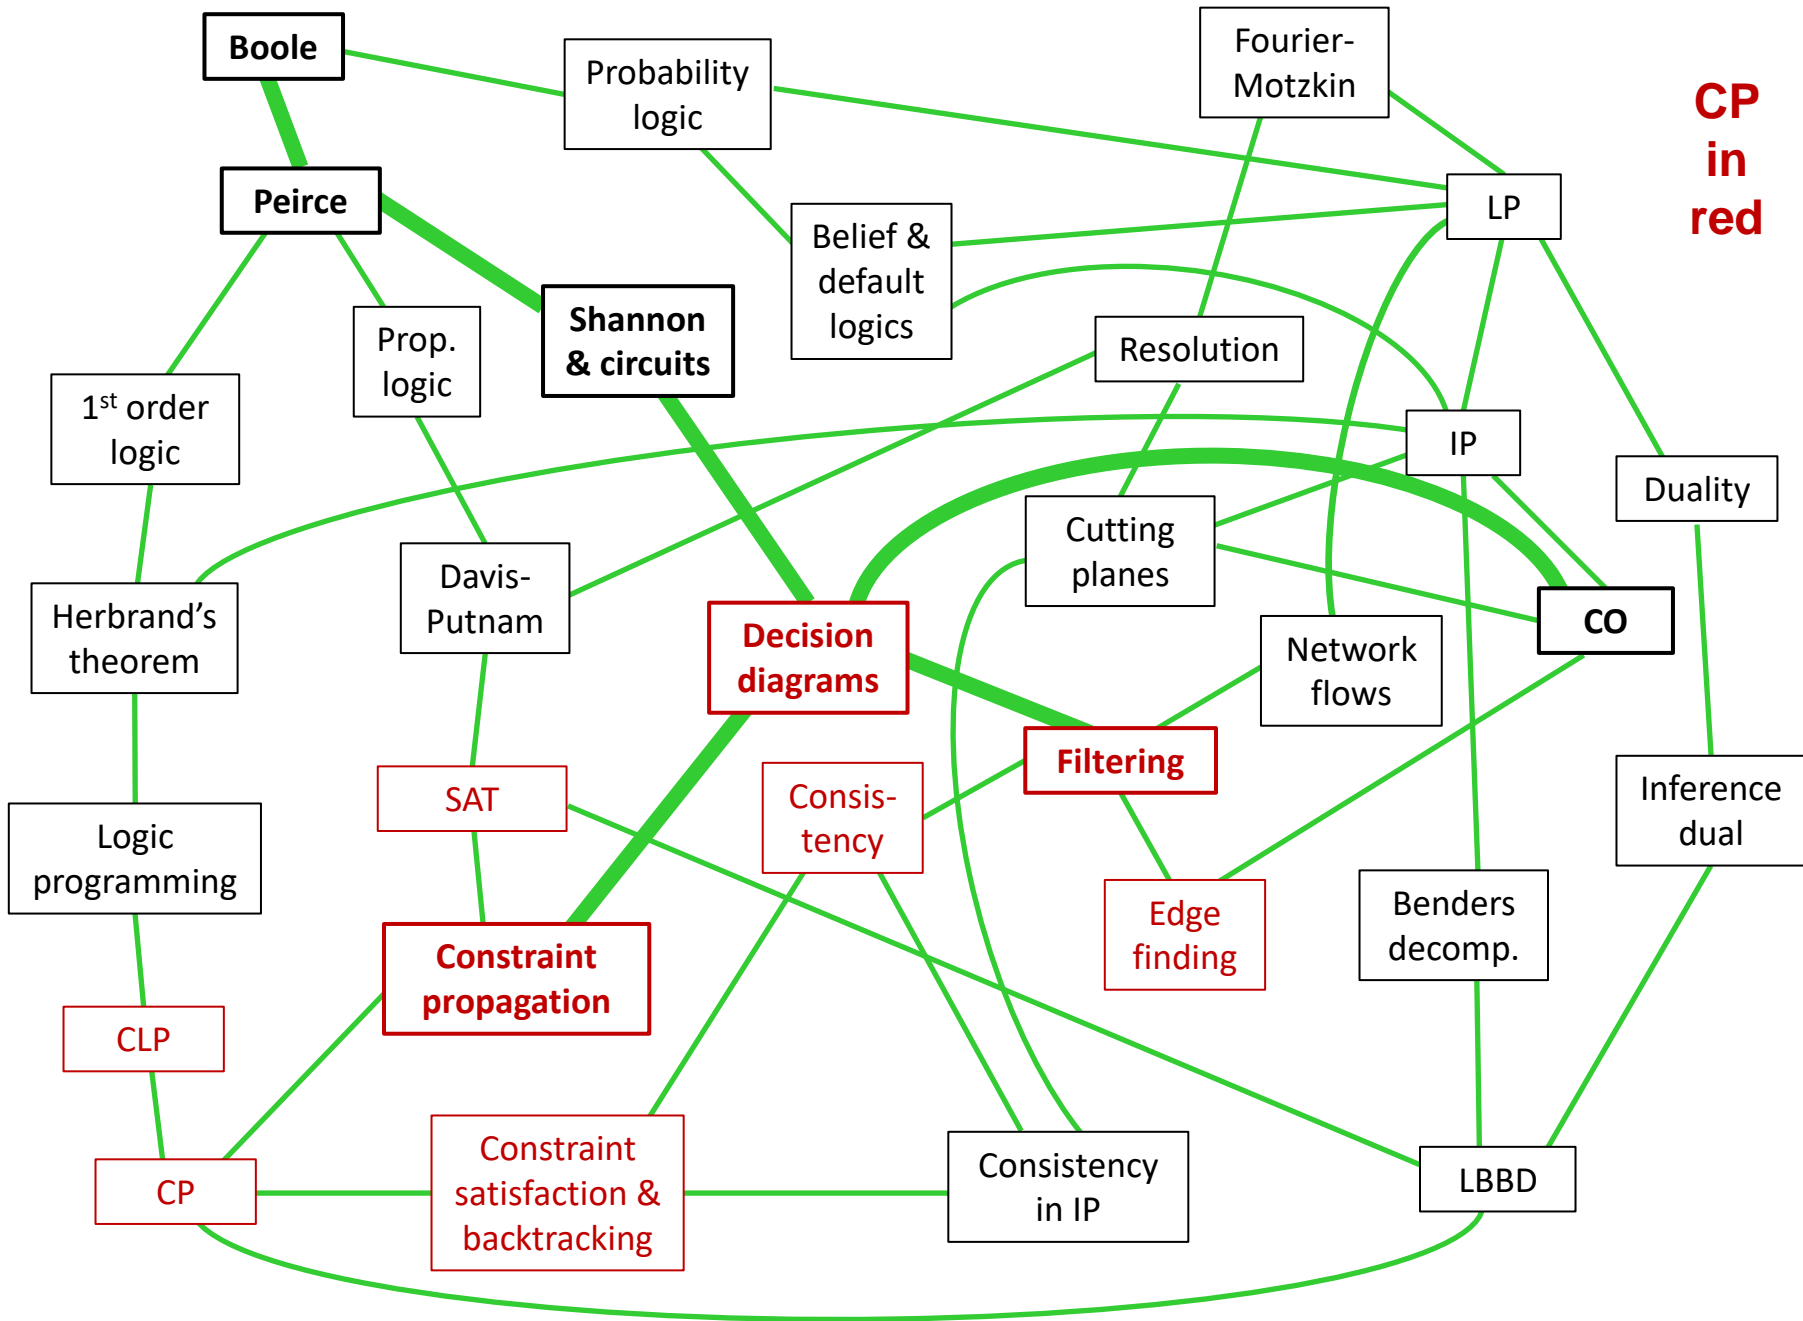 Boole
Probability
logic
Fourier-
Motzkin
CP
in
red
Peirce
LP
Belief &
default
logics
Shannon
& circuits
Prop.
logic
Resolution
1st order
logic
IP
Duality
Cutting
planes
Davis-
Putnam
Herbrand’s
theorem
Decision
diagrams
CO
Network
flows
Filtering
SAT
Consis-
tency
Inference
dual
Logic
programming
Edge
finding
Benders
decomp.
Constraint
propagation
CLP
CP
Constraint
satisfaction &
backtracking
Consistency
in IP
LBBD